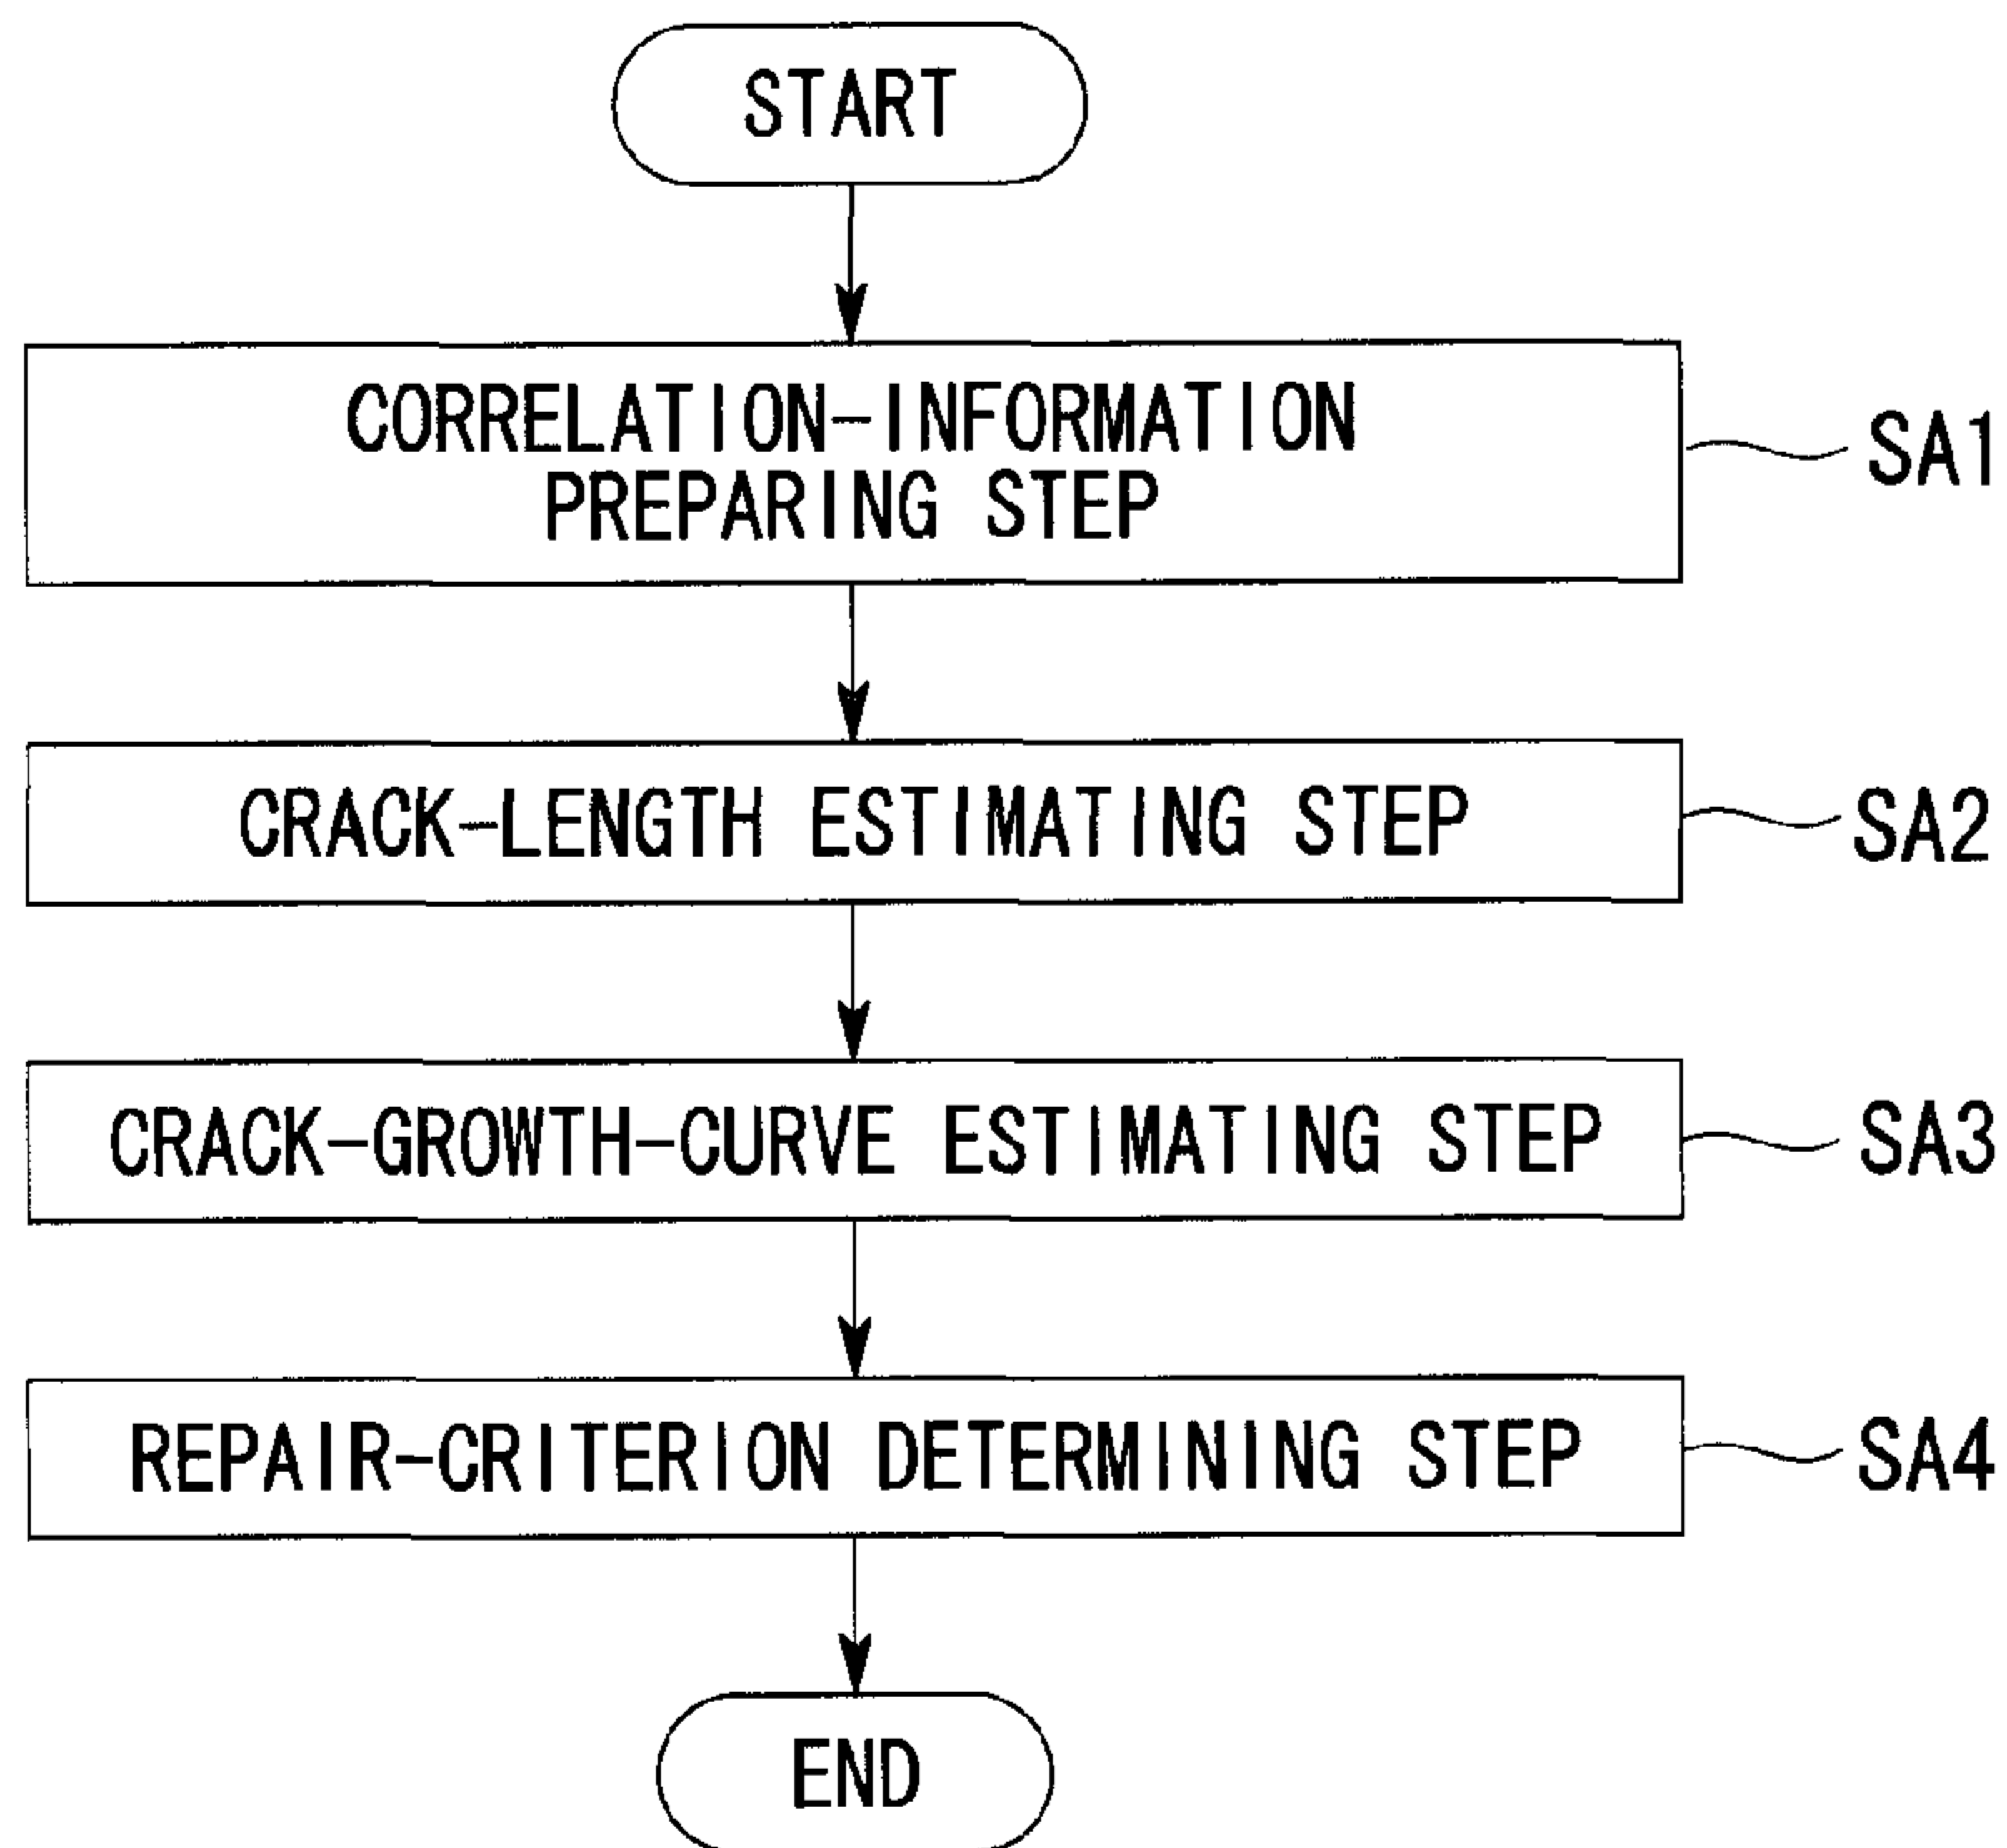 START
CORRELATION-INFORMATION
PREPARING STEP
SA1
CRACK-LENGTH ESTIMATING STEP
SA2
CRACK-GROWTH-CURVE ESTIMATING STEP
SA3
REPAIR-CRITERION DETERMINING STEP
SA4
END